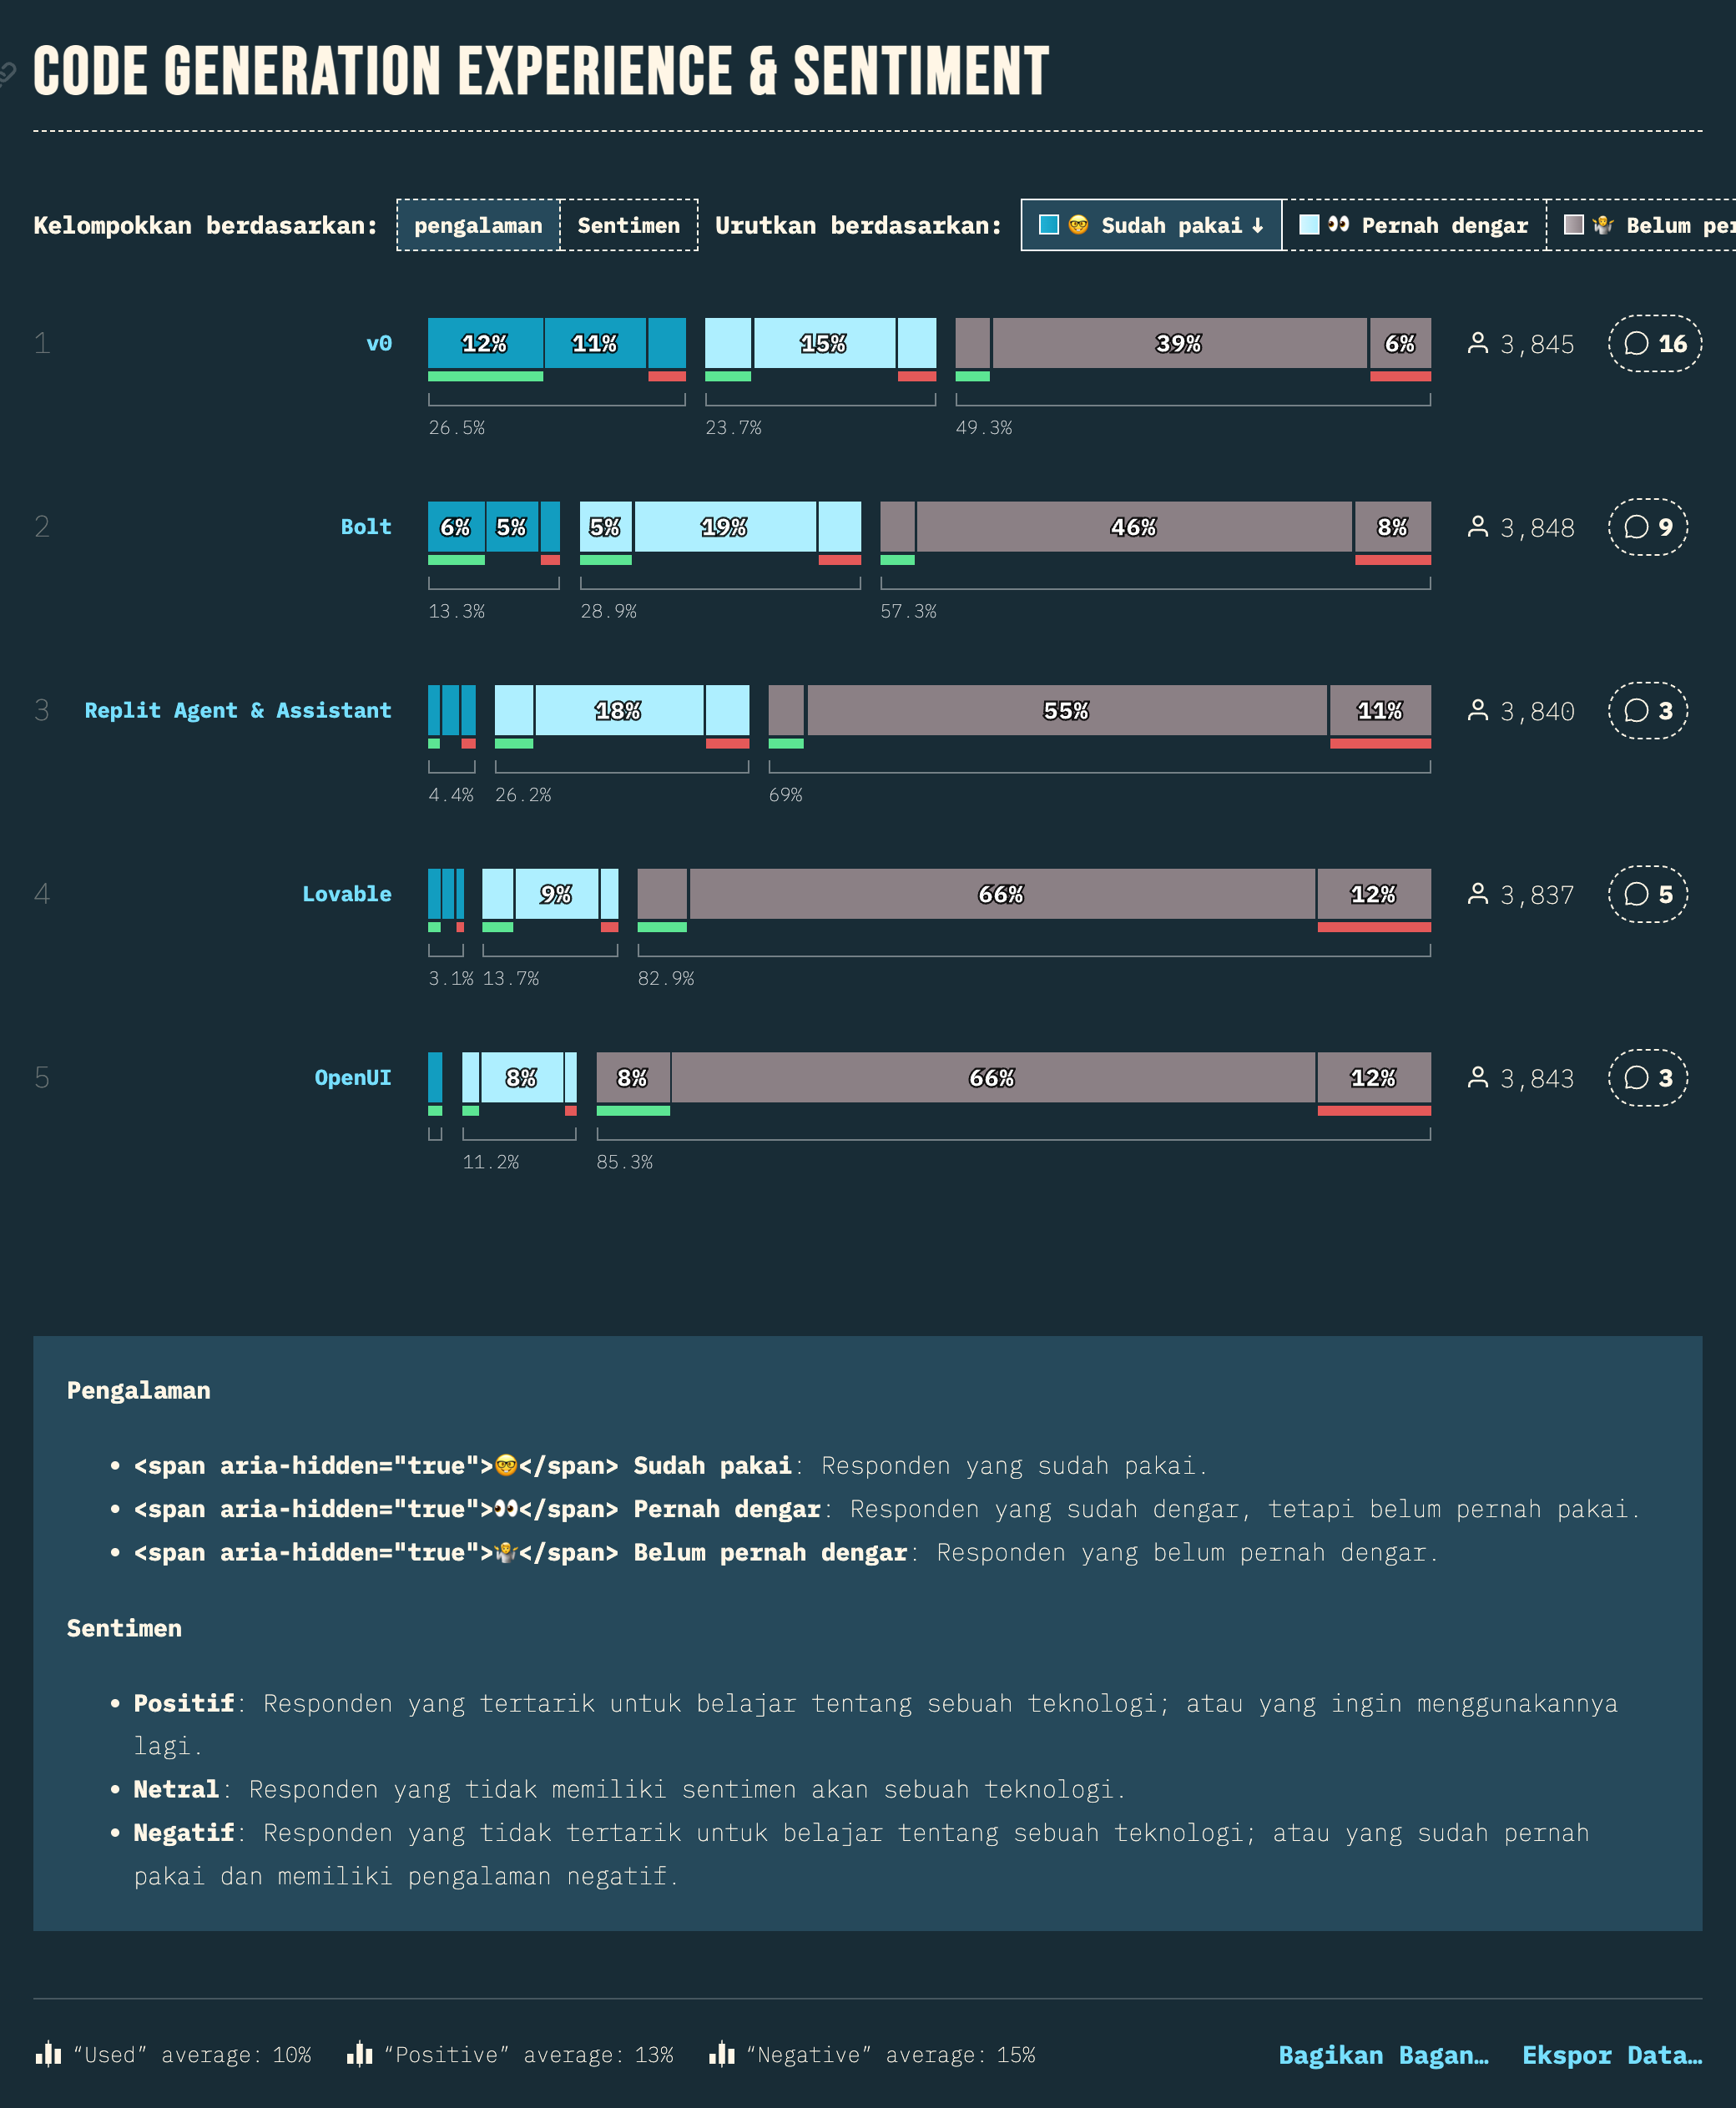 CODE GENERATION EXPERIENCE & SENTIMENT
Kelompokkan berdasarkan: pengalaman Sentimen Urutkan berdasarkan: 🤓 Sudah pakai ↓ 👀 Pernah dengar 🤷 Belum per
1 v0 12% 11% 15% 39% 6% 3,845 16
26.5% 23.7% 49.3%
2 Bolt 6% 5% 5% 19% 46% 8% 3,848 9
13.3% 28.9% 57.3%
3 Replit Agent & Assistant 18% 55% 11% 3,840 3
4.4% 26.2% 69%
4 Lovable 9% 66% 12% 3,837 5
3.1% 13.7% 82.9%
5 OpenUI 8% 8% 66% 12% 3,843 3
11.2% 85.3%
Pengalaman
• <span aria-hidden="true">🤓</span> Sudah pakai: Responden yang sudah pakai.
• <span aria-hidden="true">👀</span> Pernah dengar: Responden yang sudah dengar, tetapi belum pernah pakai.
• <span aria-hidden="true">🤷</span> Belum pernah dengar: Responden yang belum pernah dengar.
Sentimen
• Positif: Responden yang tertarik untuk belajar tentang sebuah teknologi; atau yang ingin menggunakannya
lagi.
• Netral: Responden yang tidak memiliki sentimen akan sebuah teknologi.
• Negatif: Responden yang tidak tertarik untuk belajar tentang sebuah teknologi; atau yang sudah pernah
pakai dan memiliki pengalaman negatif.
“Used” average: 10% “Positive” average: 13% “Negative” average: 15% Bagikan Bagan… Ekspor Data…